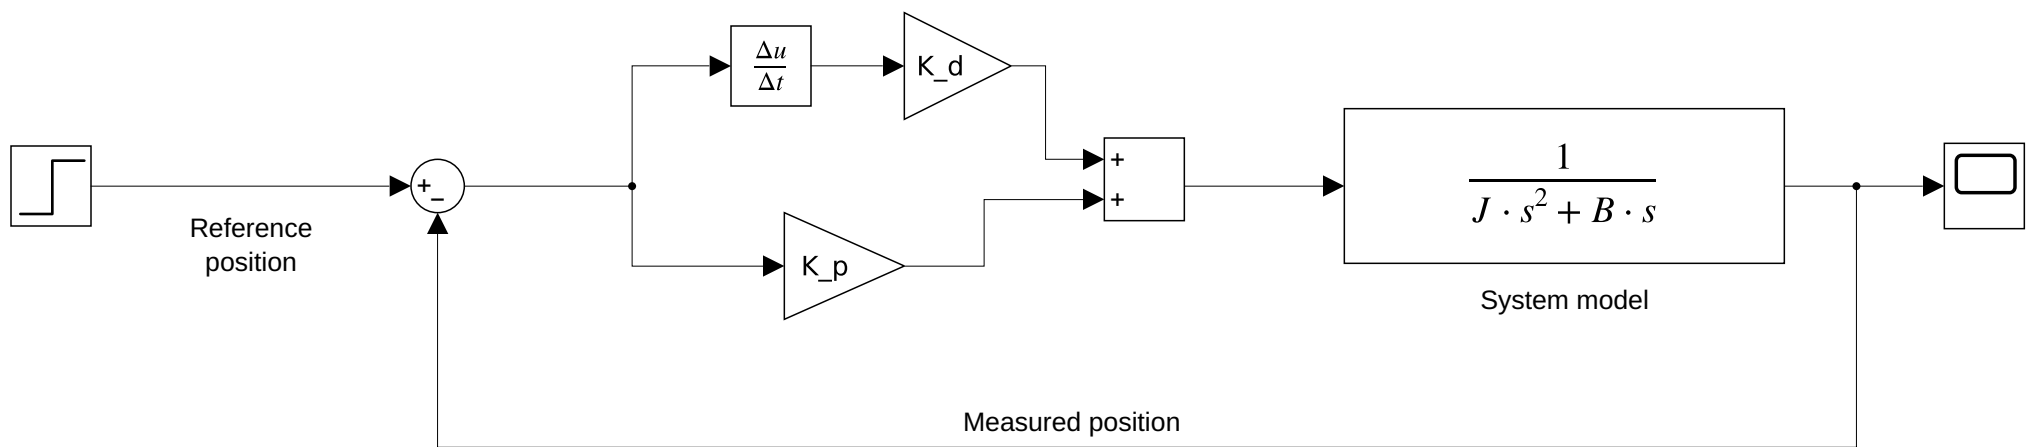 Δu
Δt
K_d
+
−
+
+
1
J · s² + B · s
K_p
Reference
position
System model
Measured position